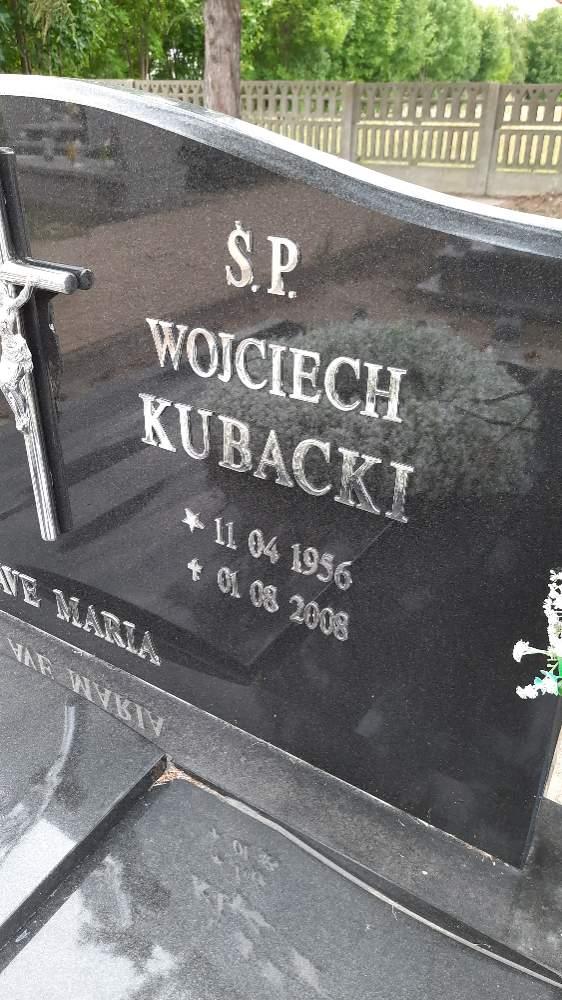 Ś.P.
WOJCIECH
KUBACKI
11 04 1956
01 08 2008
AVE MARIA